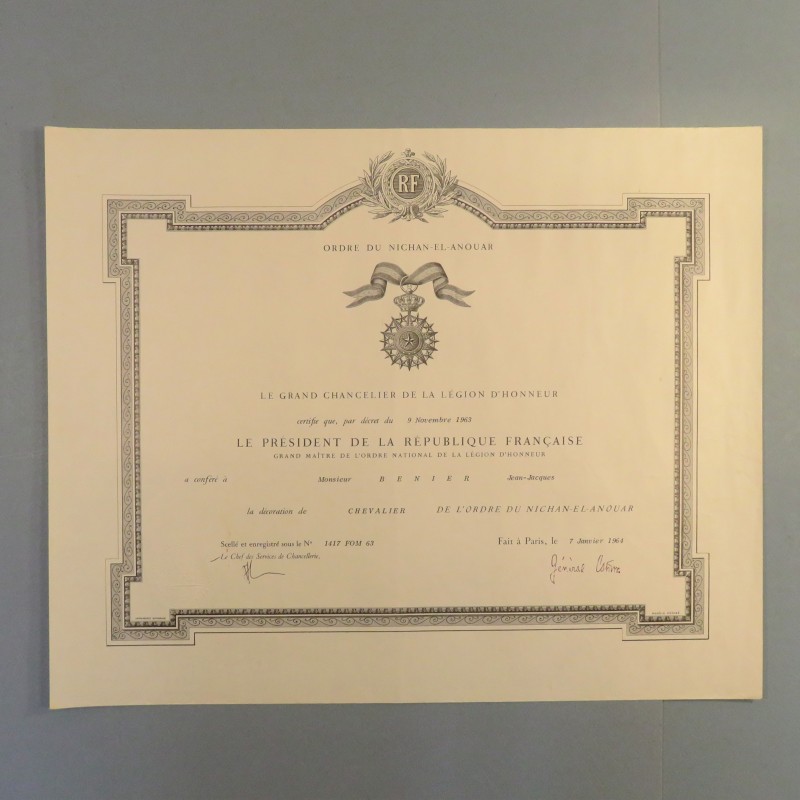 RF
ORDRE DU NICHAN-EL-ANOUAR
LE GRAND CHANCELIER DE LA LÉGION D'HONNEUR
certifie que, par décret du 9 Novembre 1963
LE PRÉSIDENT DE LA RÉPUBLIQUE FRANÇAISE
GRAND MAÎTRE DE L'ORDRE NATIONAL DE LA LÉGION D'HONNEUR
a conféré à Monsieur BENIER Jean-Jacques
la décoration de CHEVALIER DE L'ORDRE DU NICHAN-EL-ANOUAR
Scellé et enregistré sous le N° 1417 FOM 63 Fait à Paris, le 7 Janvier 1964
Le Chef des Services de Chancellerie,
Général